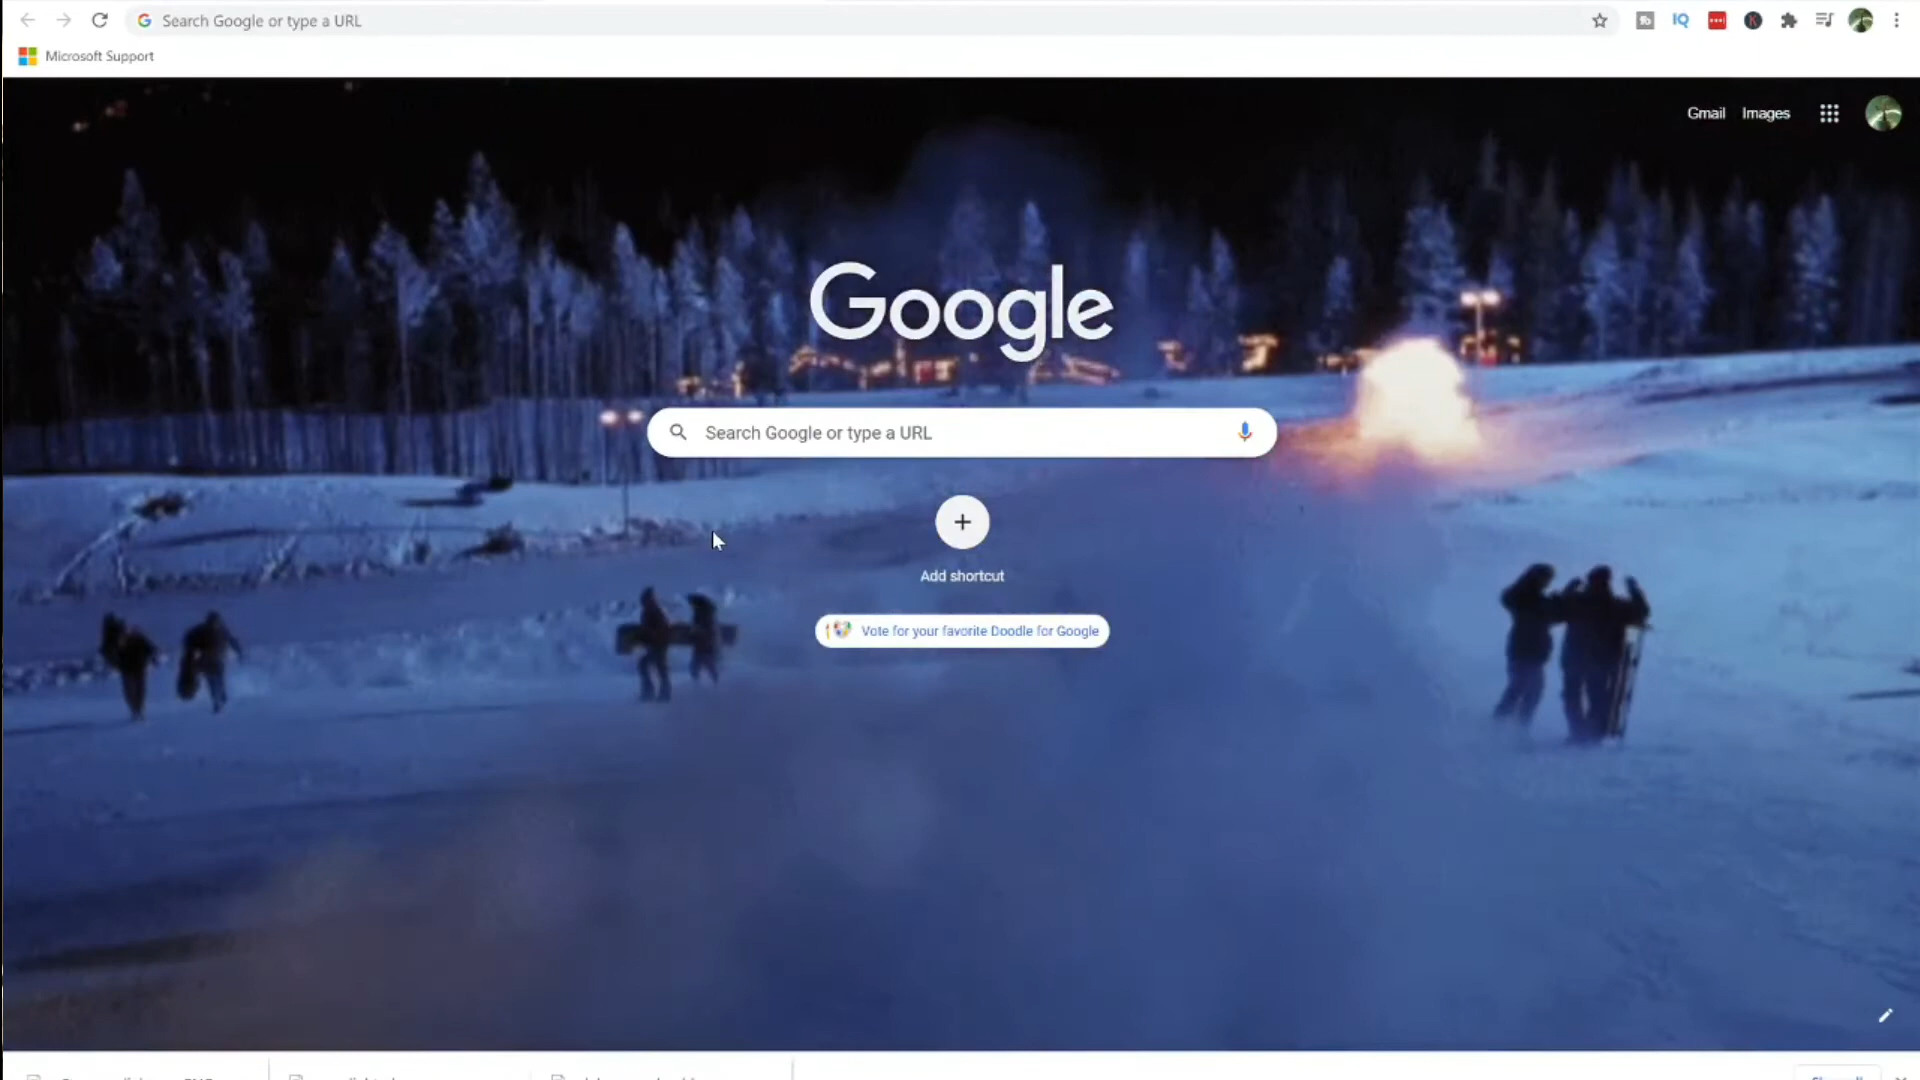 Search Google or type a URL
IQ
Microsoft Support
Gmail Images
Google
Search Google or type a URL
Add shortcut
Vote for your favorite Doodle for Google